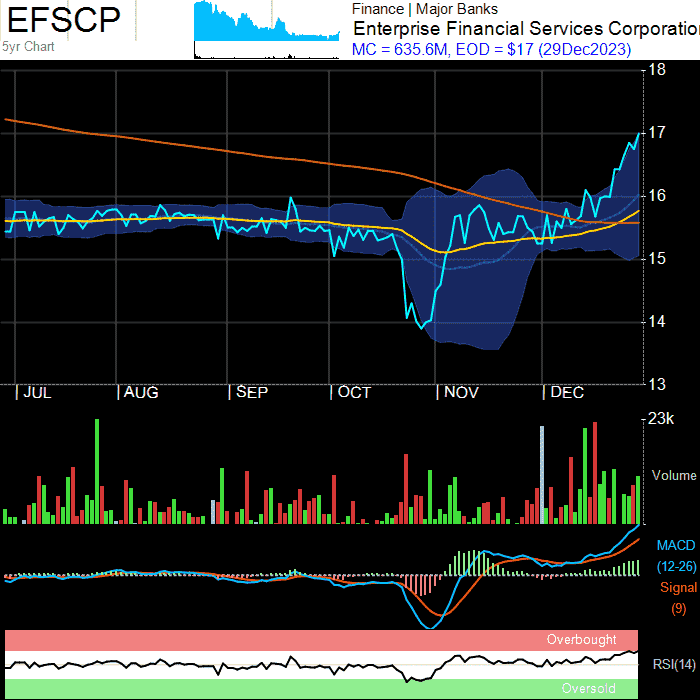 EFSCP
5yr Chart
Finance | Major Banks
Enterprise Financial Services Corporatio
MC = 635.6M, EOD = $17 (29Dec2023)
18
17
16
15
14
13
JUL AUG SEP OCT NOV DEC
23k
Volume
MACD
(12-26)
Signal
(9)
Overbought
RSI(14)
Oversold